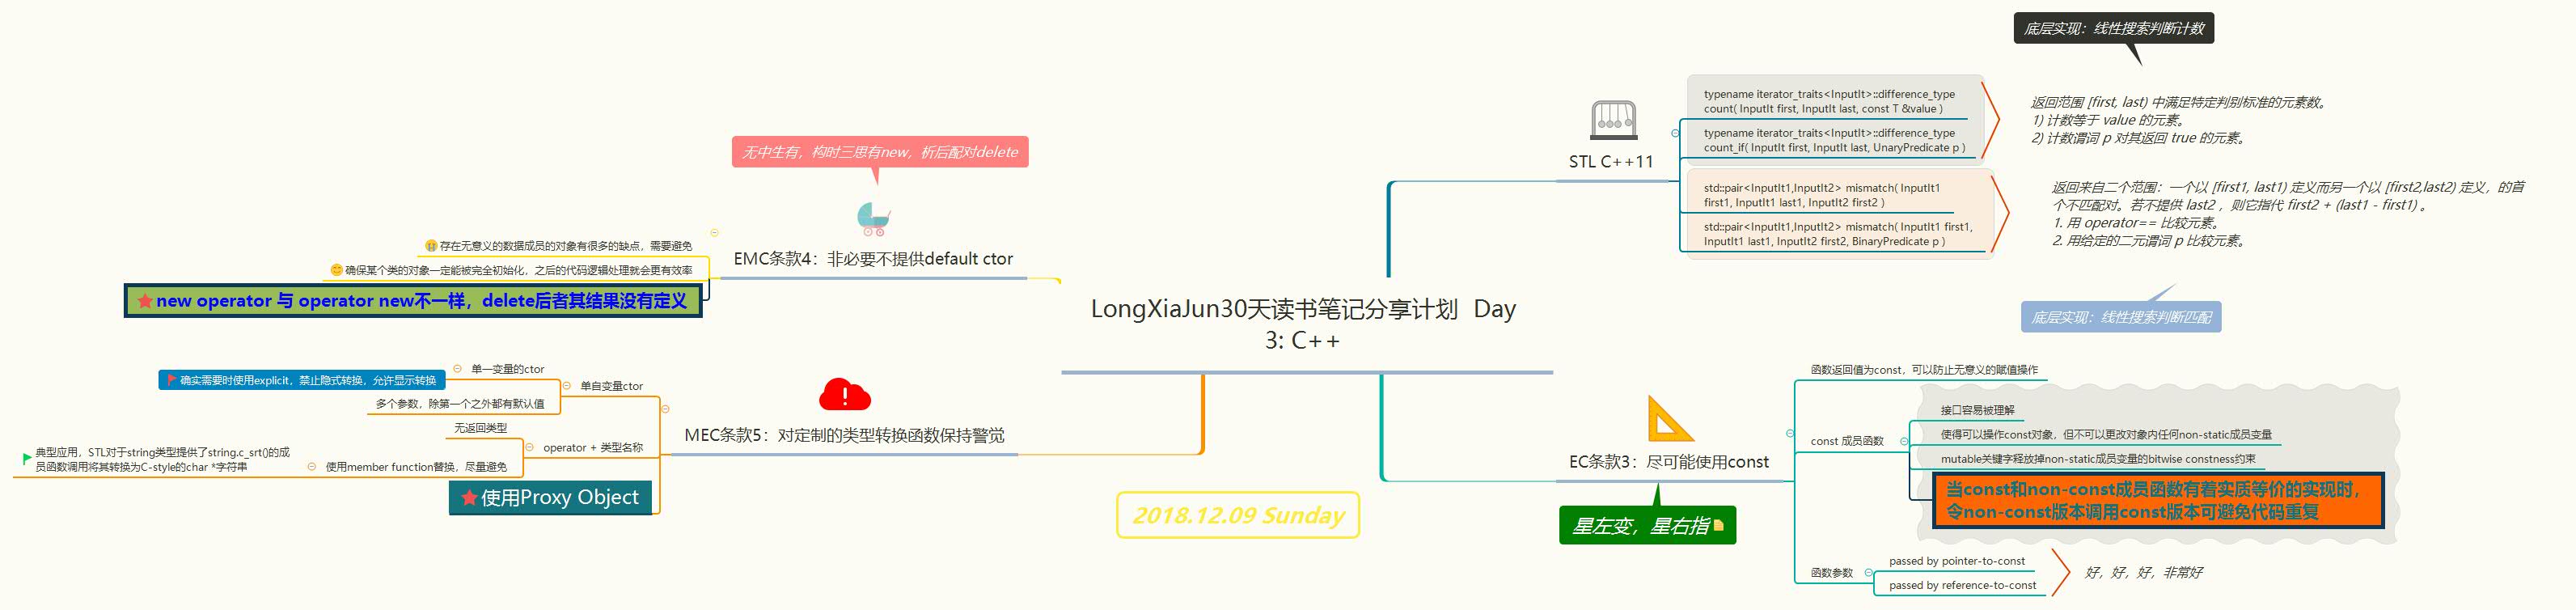 LongXiaJun30天读书笔记分享计划  Day
3: C++
2018.12.09 Sunday
STL C++11
底层实现：线性搜索判断计数
typename iterator_traits<InputIt>::difference_type
count( InputIt first, InputIt last, const T &value )
typename iterator_traits<InputIt>::difference_type
count_if( InputIt first, InputIt last, UnaryPredicate p )
返回范围 [first, last) 中满足特定判别标准的元素数。
1) 计数等于 value 的元素。
2) 计数谓词 p 对其返回 true 的元素。
std::pair<InputIt1,InputIt2> mismatch( InputIt1
first1, InputIt1 last1, InputIt2 first2 )
std::pair<InputIt1,InputIt2> mismatch( InputIt1 first1,
InputIt1 last1, InputIt2 first2, BinaryPredicate p )
返回来自二个范围：一个以 [first1, last1) 定义而另一个以 [first2,last2) 定义，的首
个不匹配对。若不提供 last2 ，则它指代 first2 + (last1 - first1) 。
1. 用 operator== 比较元素。
2. 用给定的二元谓词 p 比较元素。
底层实现：线性搜索判断匹配
EC条款3：尽可能使用const
星左变，星右指
函数返回值为const，可以防止无意义的赋值操作
const 成员函数
接口容易被理解
使得可以操作const对象，但不可以更改对象内任何non-static成员变量
mutable关键字释放掉non-static成员变量的bitwise constness约束
当const和non-const成员函数有着实质等价的实现时，
令non-const版本调用const版本可避免代码重复
函数参数
passed by pointer-to-const
passed by reference-to-const
好，好，好，非常好
无中生有，构时三思有new，析后配对delete
EMC条款4：非必要不提供default ctor
存在无意义的数据成员的对象有很多的缺点，需要避免
确保某个类的对象一定能被完全初始化，之后的代码逻辑处理就会更有效率
new operator 与 operator new不一样，delete后者其结果没有定义
MEC条款5：对定制的类型转换函数保持警觉
单自变量ctor
单一变量的ctor
确实需要时使用explicit，禁止隐式转换，允许显示转换
多个参数，除第一个之外都有默认值
operator + 类型名称
无返回类型
使用member function替换，尽量避免
典型应用，STL对于string类型提供了string.c_srt()的成
员函数调用将其转换为C-style的char *字符串
使用Proxy Object